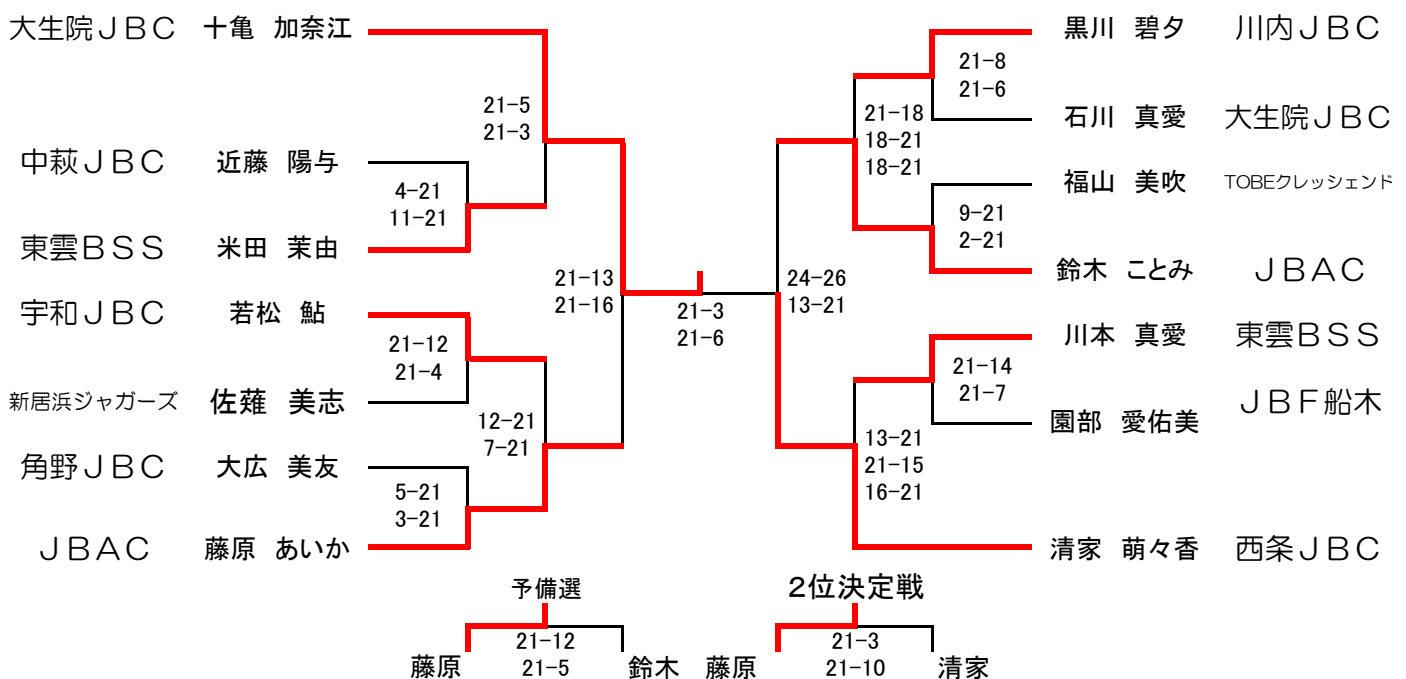 大生院ＪＢＣ 十亀 加奈江
21-5
21-3
中萩ＪＢＣ 近藤 陽与
4-21
11-21
東雲ＢＳＳ 米田 茉由
21-13
21-16
宇和ＪＢＣ 若松 鮎
21-12
21-4
新居浜ジャガーズ 佐薙 美志
12-21
7-21
角野ＪＢＣ 大広 美友
5-21
3-21
ＪＢＡＣ 藤原 あいか
21-3
21-6
黒川 碧夕 川内ＪＢＣ
21-8
21-6
石川 真愛 大生院ＪＢＣ
21-18
18-21
18-21
福山 美吹 TOBEクレッシェンド
9-21
2-21
鈴木 ことみ ＪＢＡＣ
24-26
13-21
川本 真愛 東雲ＢＳＳ
21-14
21-7
園部 愛佑美 ＪＢＦ船木
13-21
21-15
16-21
清家 萌々香 西条ＪＢＣ
予備選
21-12
藤原 21-5 鈴木
２位決定戦
21-3
藤原 21-10 清家